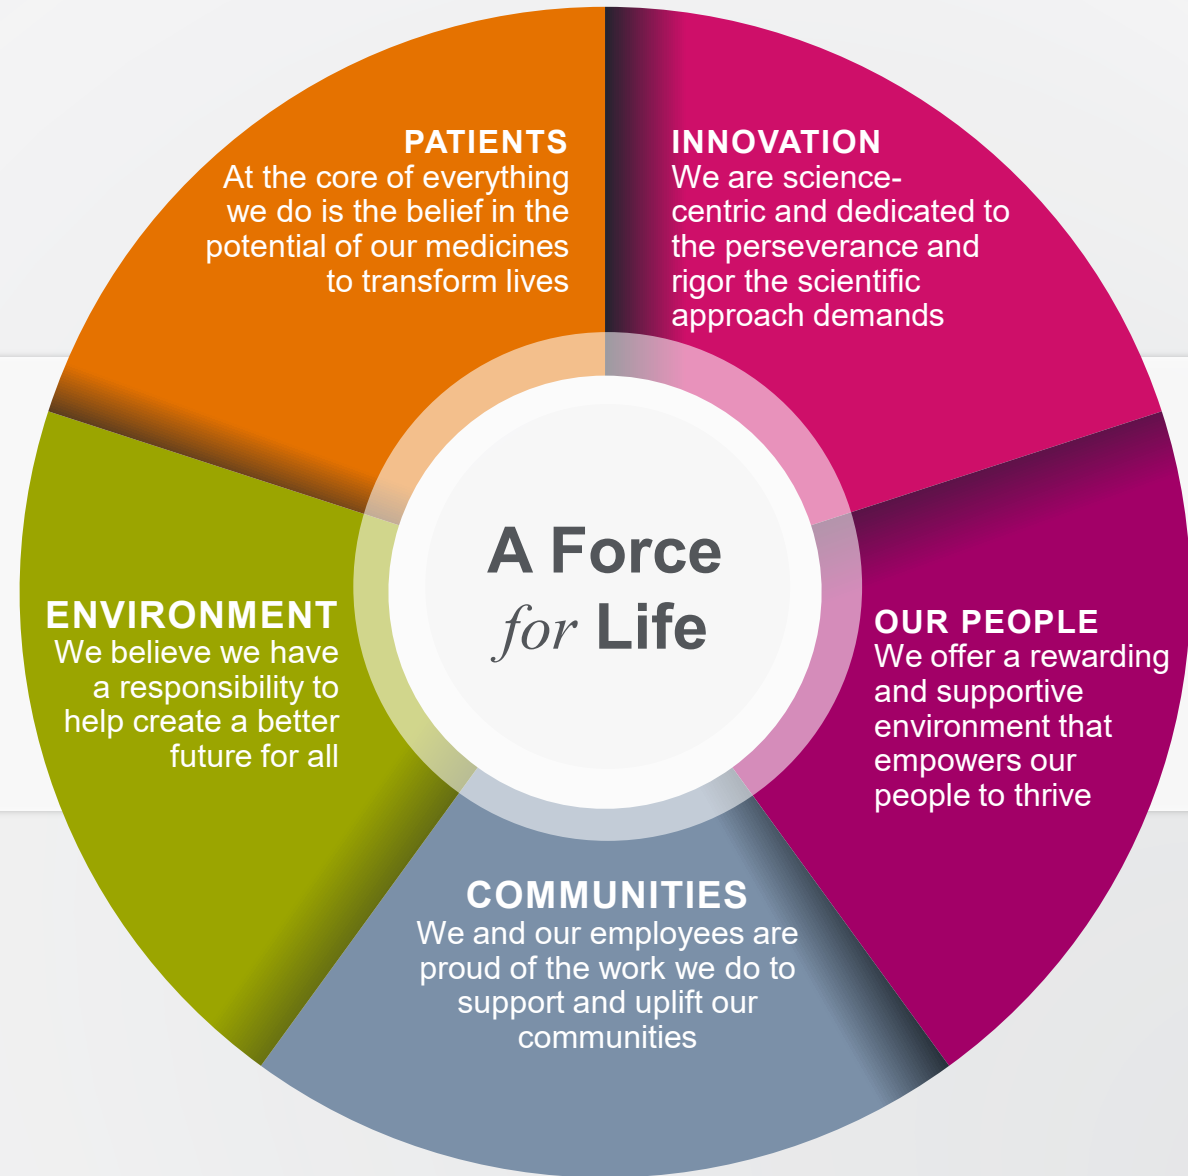 PATIENTS
At the core of everything
we do is the belief in the
potential of our medicines
to transform lives
INNOVATION
We are science-
centric and dedicated to
the perseverance and
rigor the scientific
approach demands
A Force
for Life
ENVIRONMENT
We believe we have
a responsibility to
help create a better
future for all
OUR PEOPLE
We offer a rewarding
and supportive
environment that
empowers our
people to thrive
COMMUNITIES
We and our employees are
proud of the work we do to
support and uplift our
communities